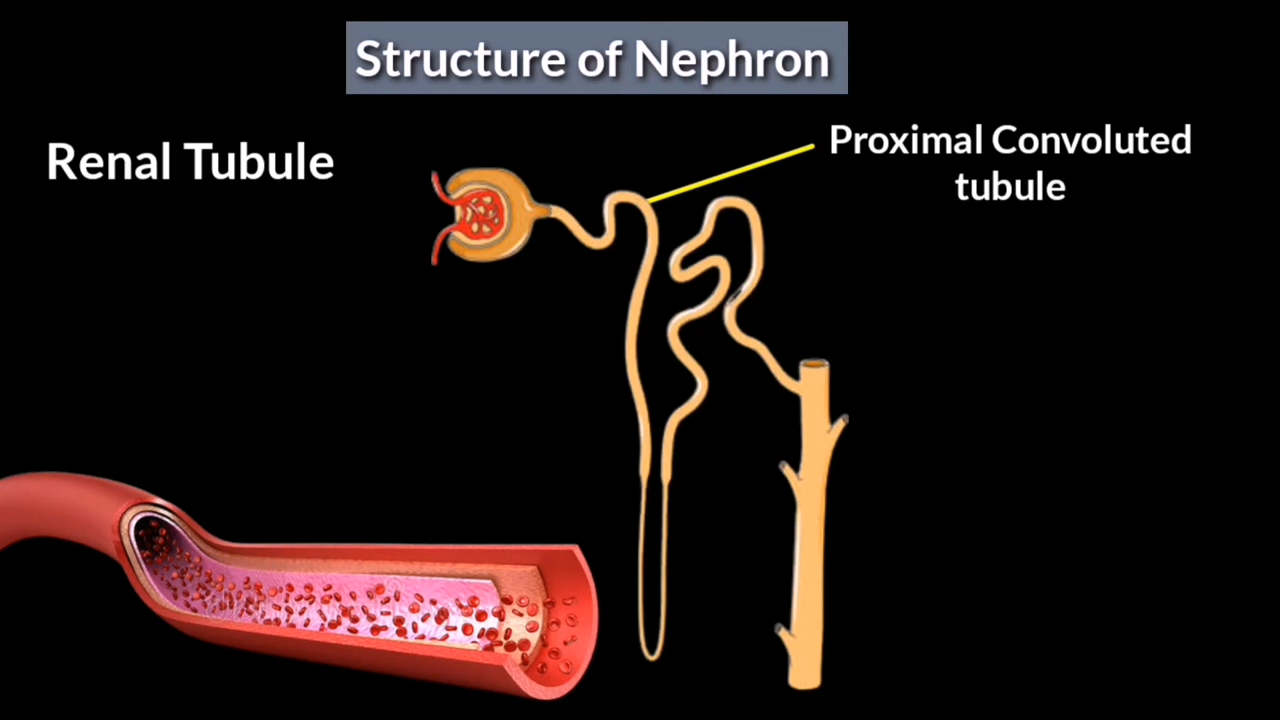 Structure of Nephron
Renal Tubule
Proximal Convoluted
tubule